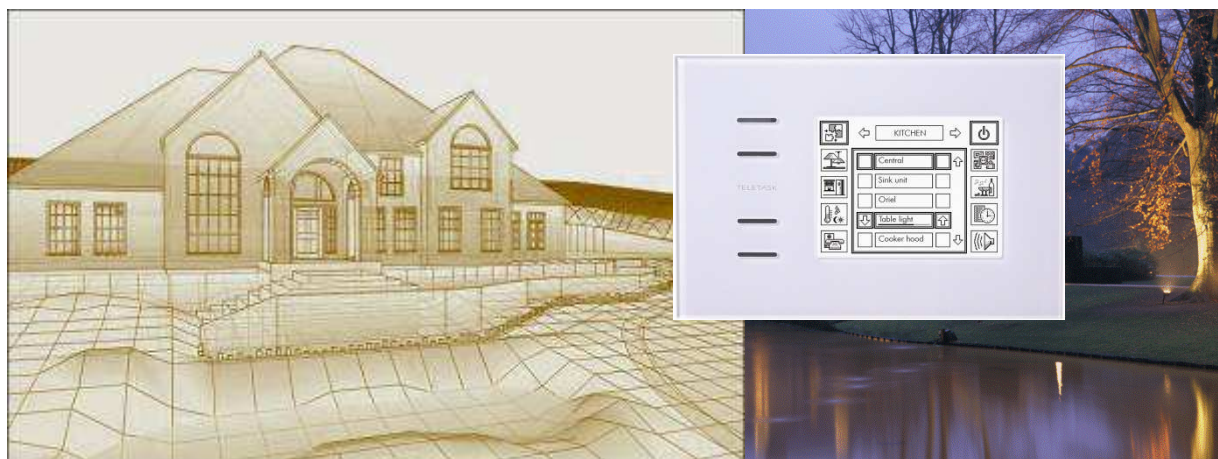 KITCHEN
Central
Sink unit
TELETASK
Oriel
Table light
Cooker hood